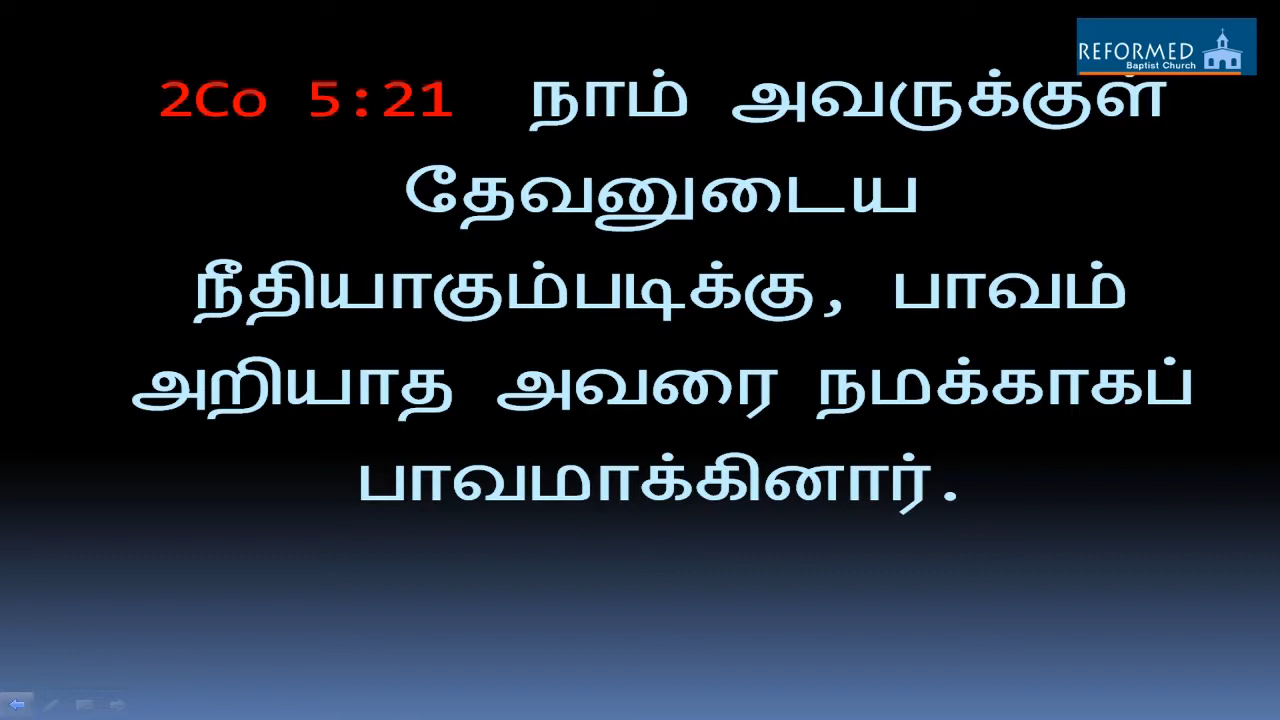 REFORMED
Baptist Church
2Co 5:21 நாம் அவருக்குள்
தேவனுடைய
நீதியாகும்படிக்கு, பாவம்
அறியாத அவரை நமக்காகப்
பாவமாக்கினார்.